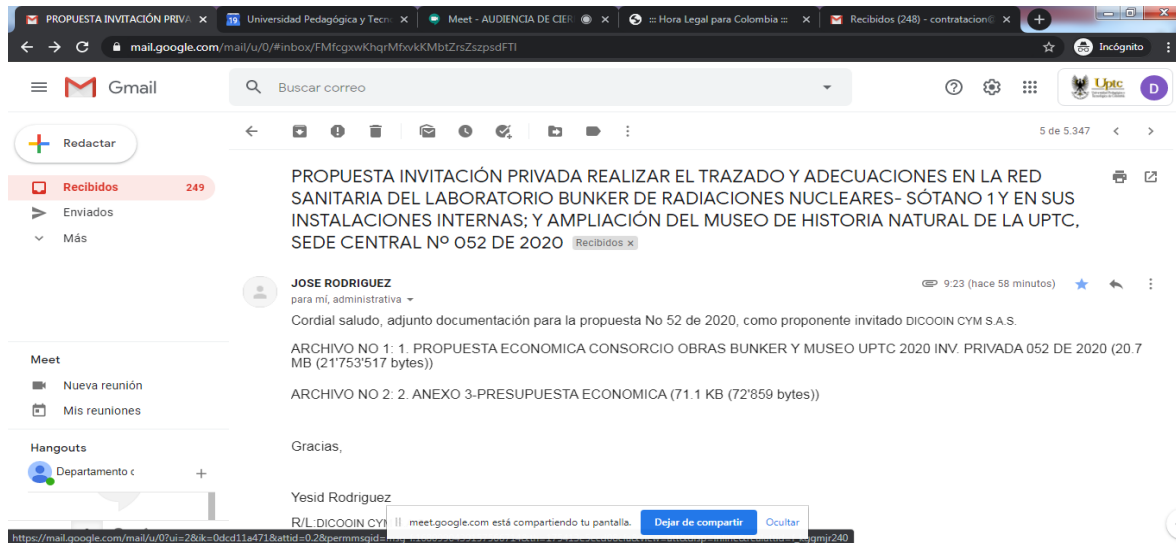 PROPUESTA INVITACIÓN PRIVA
Universidad Pedagógica y Tecn
Meet - AUDIENCIA DE CIER
::: Hora Legal para Colombia :::
Recibidos (248) - contratacion
mail.google.com/mail/u/0/#inbox/FMfcgxwKhqrMfxvkKMbtZrsZszpsdFTl
Incógnito
Gmail
Buscar correo
Uptc
D
Redactar
5 de 5.347
Recibidos 249
Enviados
Más
PROPUESTA INVITACIÓN PRIVADA REALIZAR EL TRAZADO Y ADECUACIONES EN LA RED
SANITARIA DEL LABORATORIO BUNKER DE RADIACIONES NUCLEARES- SÓTANO 1 Y EN SUS
INSTALACIONES INTERNAS; Y AMPLIACIÓN DEL MUSEO DE HISTORIA NATURAL DE LA UPTC,
SEDE CENTRAL Nº 052 DE 2020 Recibidos x
JOSE RODRIGUEZ
9:23 (hace 58 minutos)
para mí, administrativa
Cordial saludo, adjunto documentación para la propuesta No 52 de 2020, como proponente invitado DICOOIN CYM S.A.S.
ARCHIVO NO 1: 1. PROPUESTA ECONOMICA CONSORCIO OBRAS BUNKER Y MUSEO UPTC 2020 INV. PRIVADA 052 DE 2020 (20.7
MB (21'753'517 bytes))
ARCHIVO NO 2: 2. ANEXO 3-PRESUPUESTA ECONOMICA (71.1 KB (72'859 bytes))
Gracias,
Yesid Rodriguez
R/L:DICOOIN CYM
Meet
Nueva reunión
Mis reuniones
Hangouts
Departamento c
meet.google.com está compartiendo tu pantalla.
Dejar de compartir
Ocultar